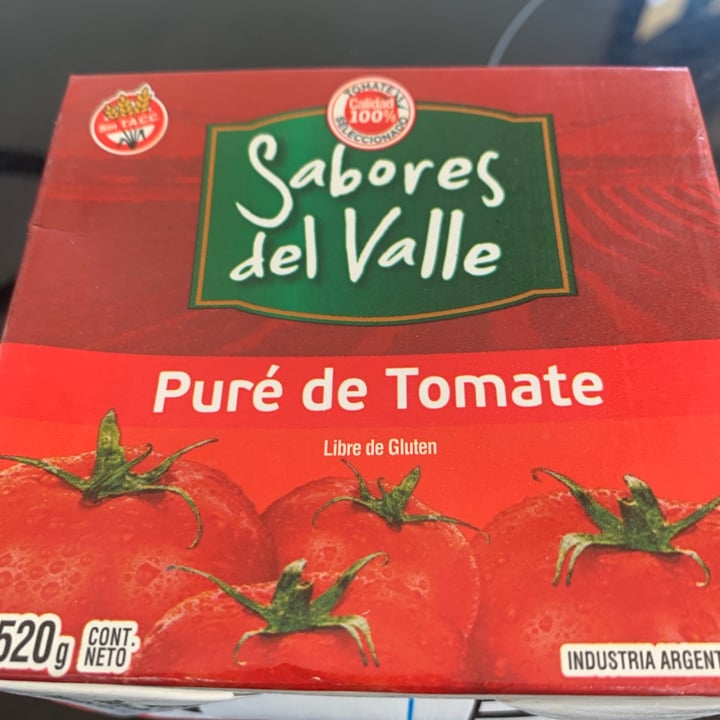 Sin T.A.C.C.
TOMATE
Calidad
100%
SELECCIONADO
Sabores
del Valle
Puré de Tomate
Libre de Gluten
520g
CONT.
NETO
INDUSTRIA ARGENT